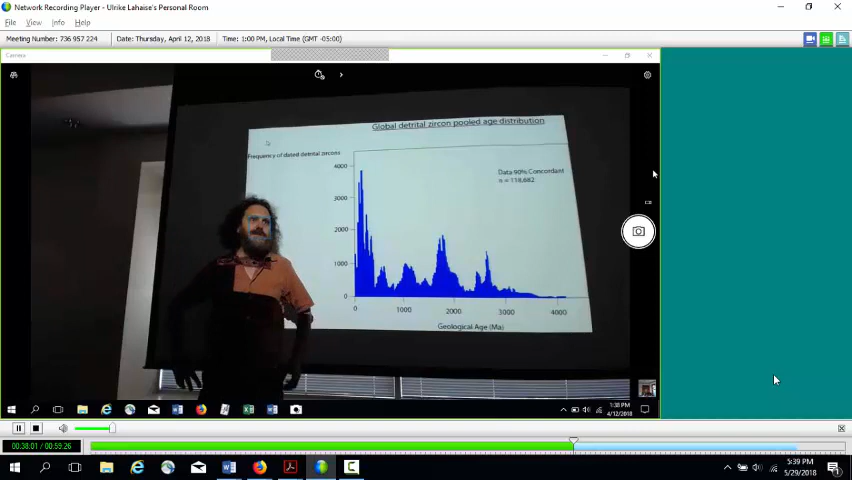 Network Recording Player - Ulrike Lahaise's Personal Room
File View Info Help
Meeting Number: 736 957 224
Date: Thursday, April 12, 2018
Time: 1:00 PM, Local Time (GMT -05:00)
Camera
Global detrital zircon pooled age distribution
Frequency of dated detrital zircons
Data 90% Concordant
n = 118,682
4000
3000
2000
1000
0
0 1000 2000 3000 4000
Geological Age (Ma)
1:38 PM
4/12/2018
00:38:01 / 00:59:26
5:39 PM
5/29/2018